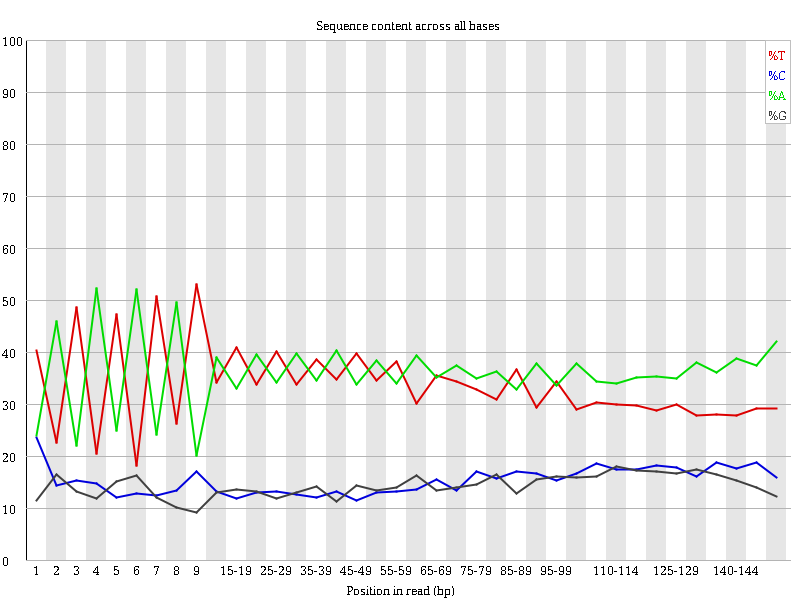 Sequence content across all bases
100
90
80
70
60
50
40
30
20
10
0
%T
%C
%A
%G
1 2 3 4 5 6 7 8 9 15-19 25-29 35-39 45-49 55-59 65-69 75-79 85-89 95-99 110-114 125-129 140-144
Position in read (bp)